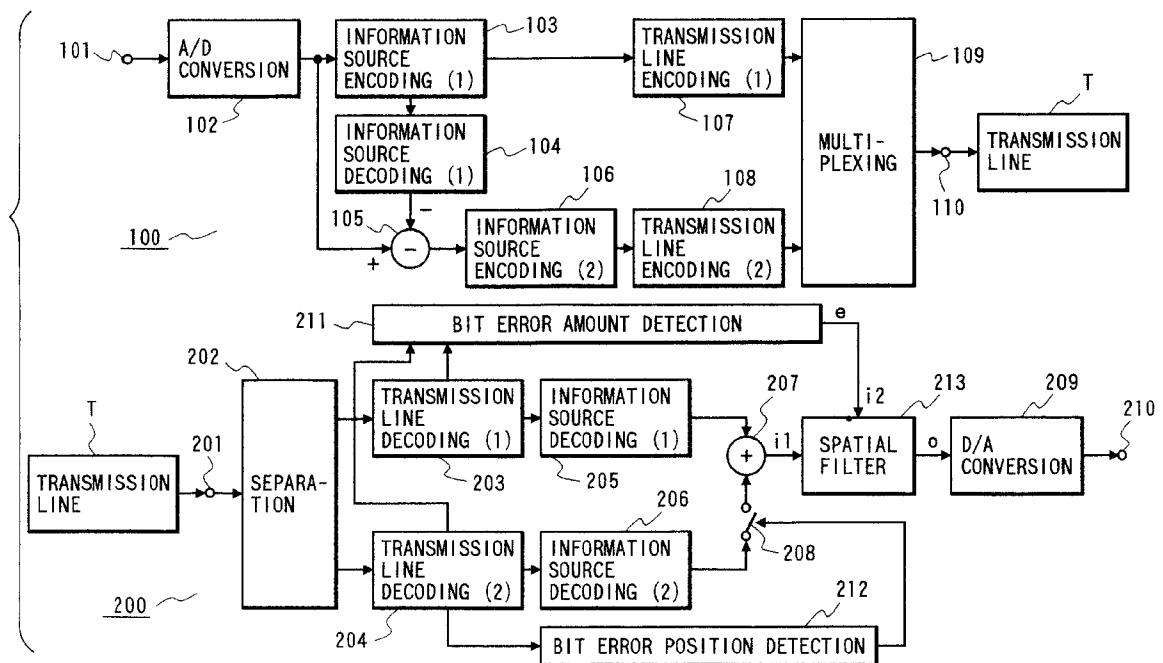 103
INFORMATION
SOURCE
ENCODING (1)
TRANSMISSION
LINE
ENCODING (1)
109
101
A/D
CONVERSION
102
107
T
INFORMATION
SOURCE
DECODING (1)
104
MULTI-
PLEXING
TRANSMISSION
LINE
106
108
110
105
−
−
+
100
INFORMATION
SOURCE
ENCODING (2)
TRANSMISSION
LINE
ENCODING (2)
211
BIT ERROR AMOUNT DETECTION
e
202
207
i2
213
209
T
201
TRANSMISSION
LINE
DECODING (1)
INFORMATION
SOURCE
DECODING (1)
+
i1
SPATIAL
FILTER
o
D/A
CONVERSION
210
TRANSMISSION
LINE
SEPARA-
TION
203
205
206
208
TRANSMISSION
LINE
DECODING (2)
INFORMATION
SOURCE
DECODING (2)
200
204
212
BIT ERROR POSITION DETECTION